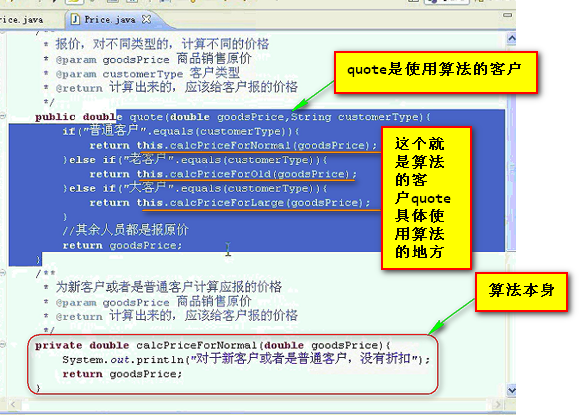 rice.java
Price.java
* 报价，对不同类型的，计算不同的价格
* @param goodsPrice 商品销售原价
* @param customerType 客户类型
* @return 计算出来的，应该给客户报的价格
*/
public double quote(double goodsPrice,String customerType){
if("普通客户".equals(customerType)){
return this.calcPriceForNormal(goodsPrice);
}else if("老客户".equals(customerType)){
return this.calcPriceForOld(goodsPrice);
}else if("大客户".equals(customerType)){
return this.calcPriceForLarge(goodsPrice);
}
//其余人员都是报原价
return goodsPrice;
}
/**
* 为新客户或者是普通客户计算应报的价格
* @param goodsPrice 商品销售原价
* @return 计算出来的，应该给客户报的价格
*/
private double calcPriceForNormal(double goodsPrice){
System.out.println("对于新客户或者是普通客户，没有折扣");
return goodsPrice;
}
quote是使用算法的客户
这个就
是算法
的客
户quote
具体使
用算法
的地方
算法本身